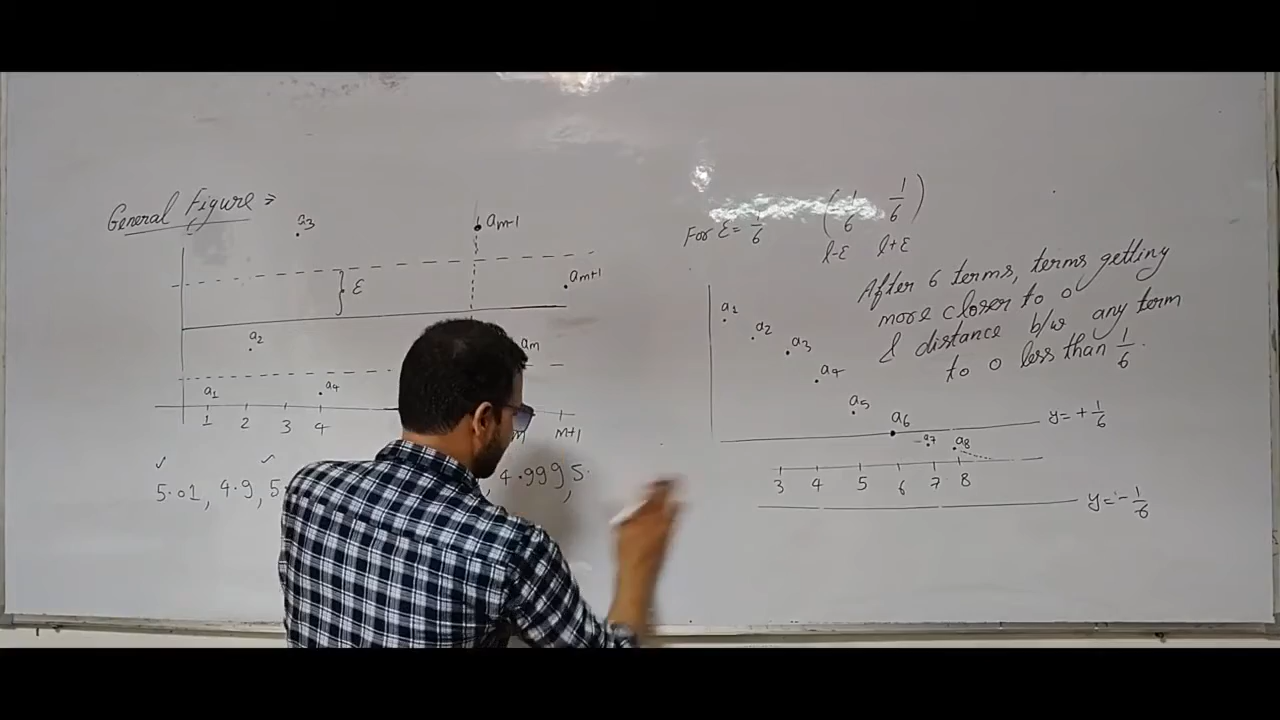 General Figure ⇒
a3
am-1
ε
am+1
a2
am
a1
a4
1 2 3 4 m m+1
5.01, 4.9, 5. 4.999, 5.
For ε = 1/6
(1/6 1/6)
l-ε l+ε
After 6 terms, terms getting
more closer to 0
& distance b/w any term
to 0 less than 1/6.
a1
a2
a3
a4
a5
a6
y = + 1/6
a7 a8
3 4 5 6 7 8
y = - 1/6